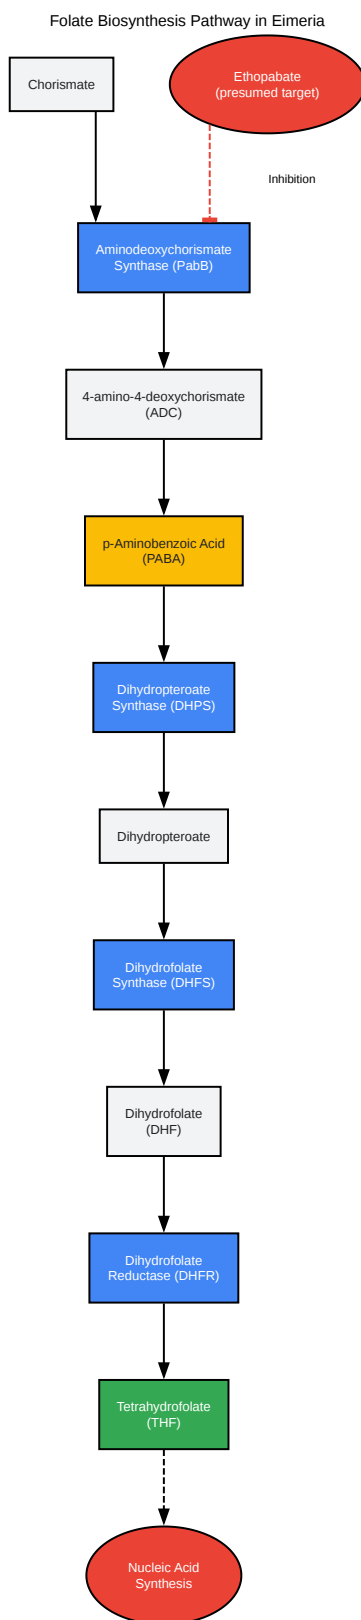 Folate Biosynthesis Pathway in Eimeria
Chorismate
Ethopabate
(presumed target)
Inhibition
Aminodeoxychorismate
Synthase (PabB)
4-amino-4-deoxychorismate
(ADC)
p-Aminobenzoic Acid
(PABA)
Dihydropteroate
Synthase (DHPS)
Dihydropteroate
Dihydrofolate
Synthase (DHFS)
Dihydrofolate
(DHF)
Dihydrofolate
Reductase (DHFR)
Tetrahydrofolate
(THF)
Nucleic Acid
Synthesis